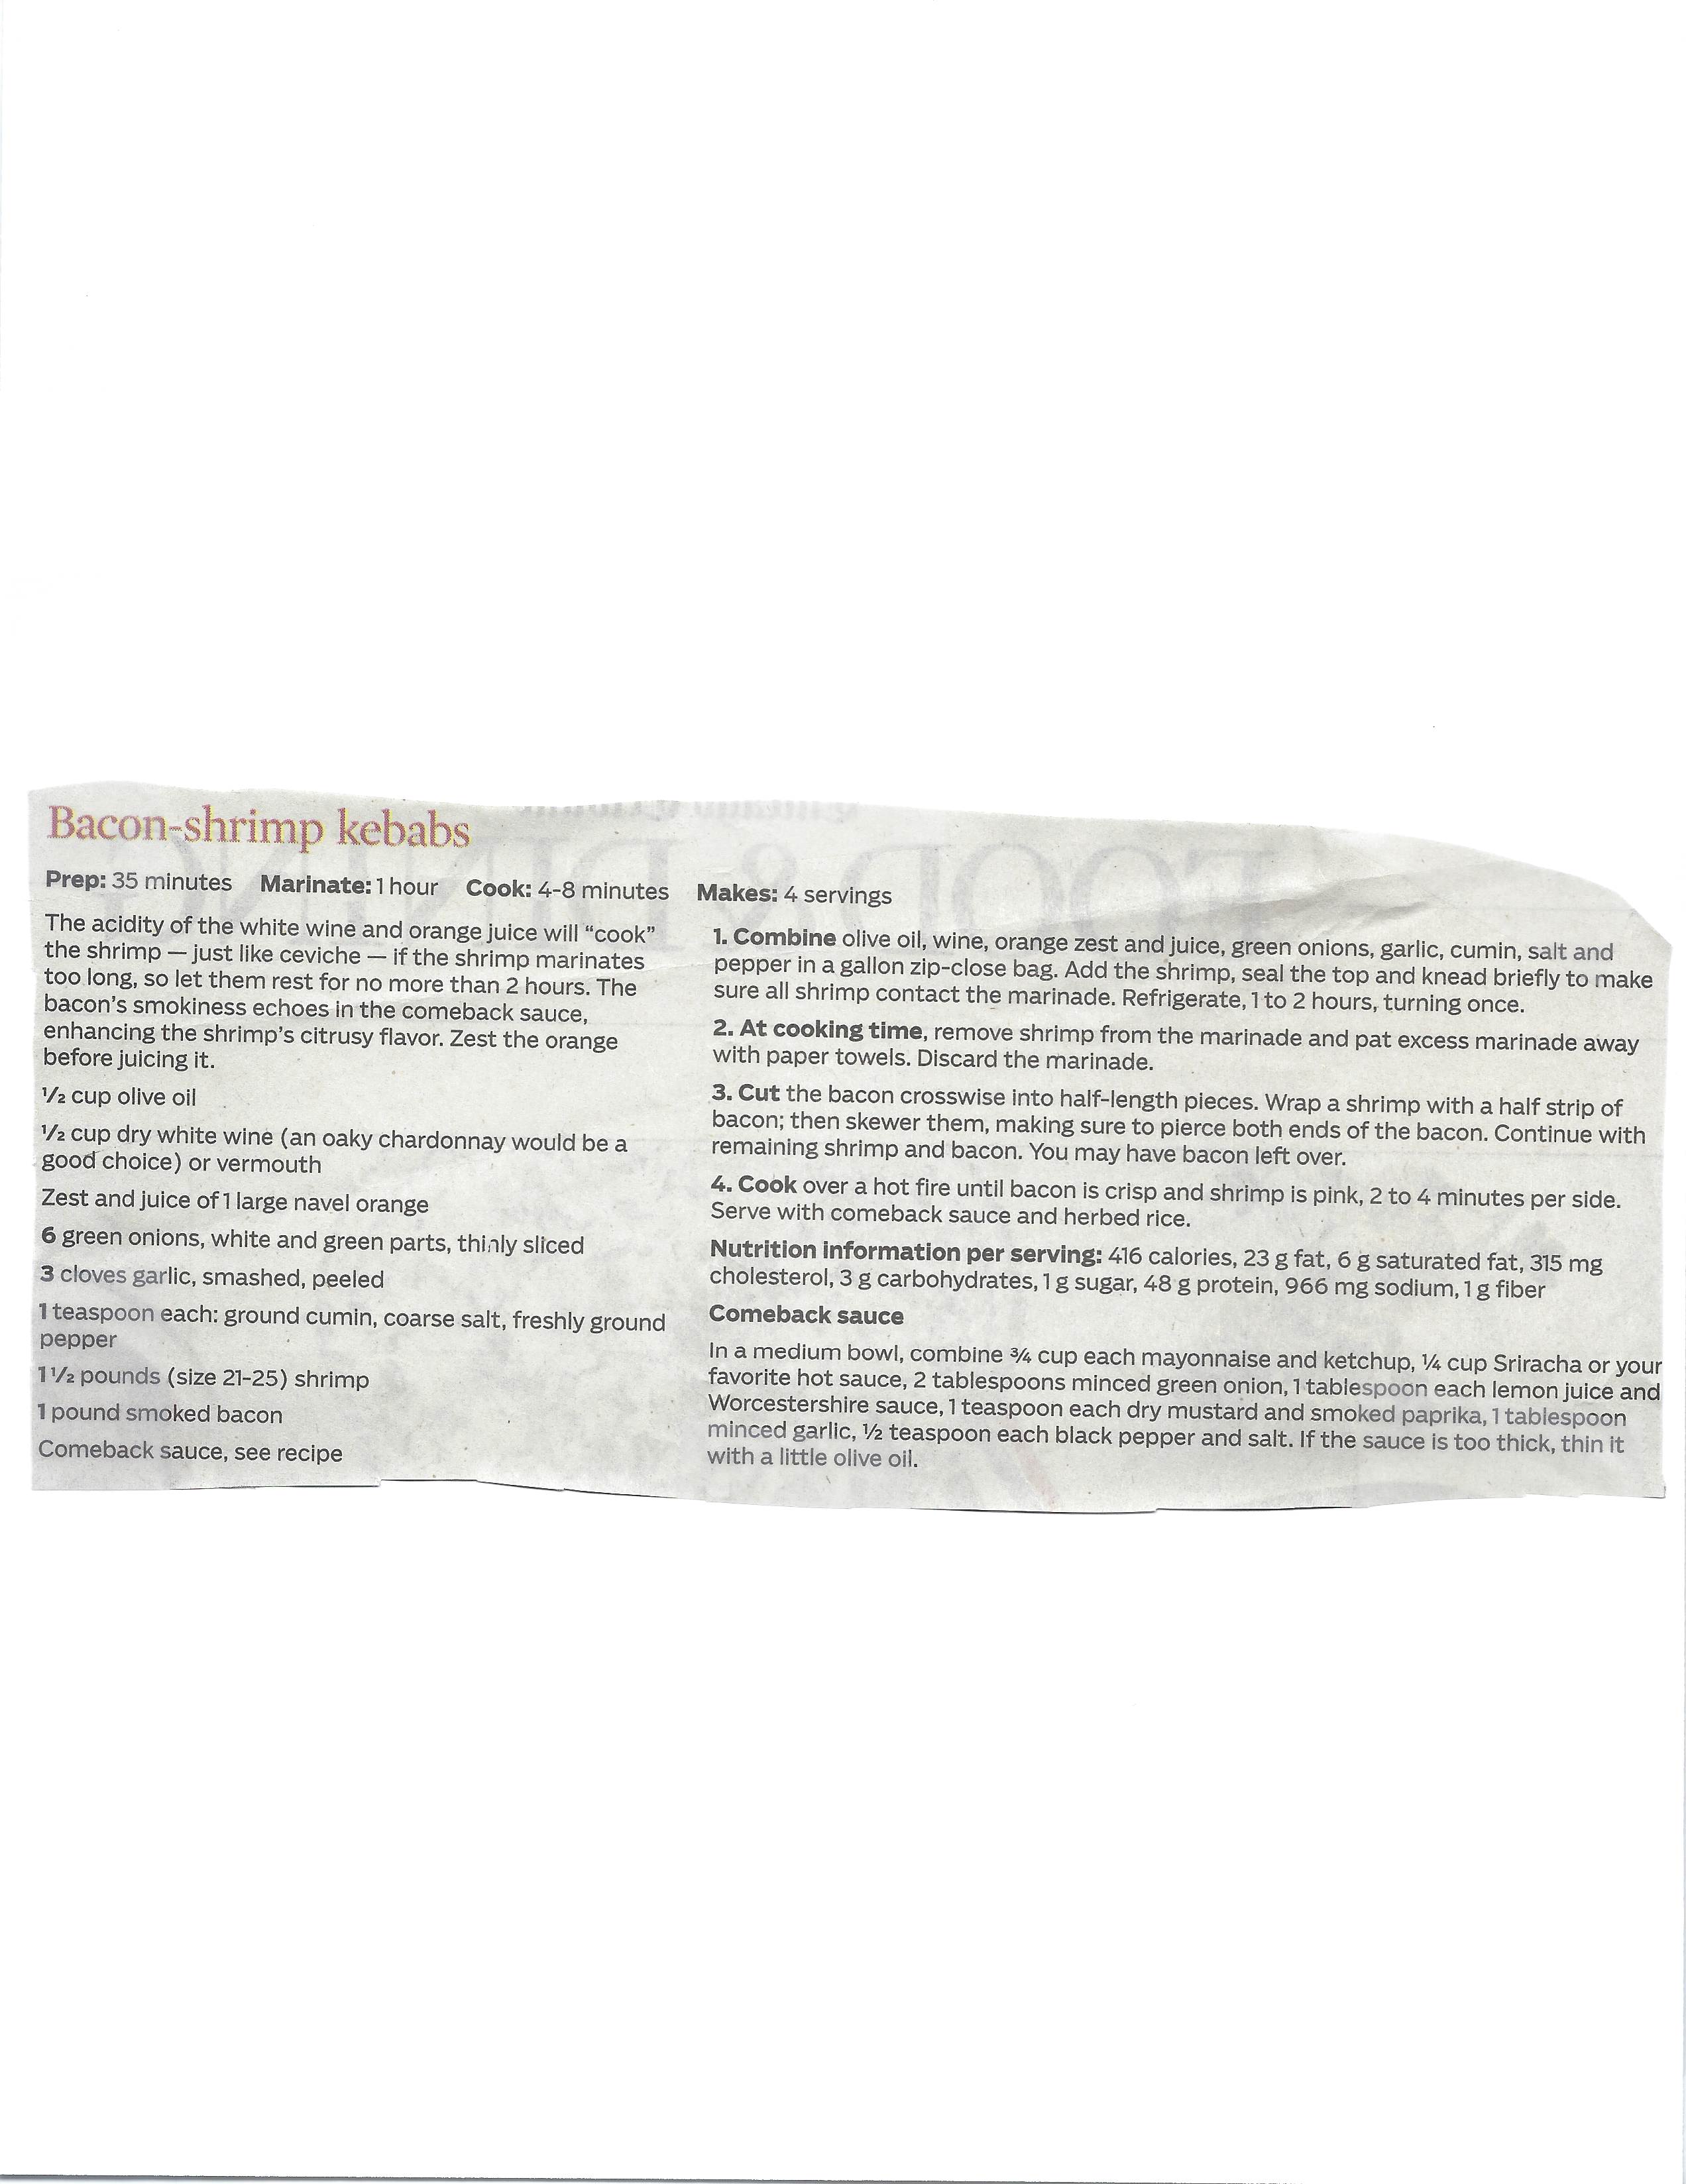 Bacon-shrimp kebabs
Prep: 35 minutes Marinate: 1 hour Cook: 4-8 minutes Makes: 4 servings
The acidity of the white wine and orange juice will “cook”
the shrimp — just like ceviche — if the shrimp marinates
too long, so let them rest for no more than 2 hours. The
bacon’s smokiness echoes in the comeback sauce,
enhancing the shrimp’s citrusy flavor. Zest the orange
before juicing it.
½ cup olive oil
½ cup dry white wine (an oaky chardonnay would be a
good choice) or vermouth
Zest and juice of 1 large navel orange
6 green onions, white and green parts, thinly sliced
3 cloves garlic, smashed, peeled
1 teaspoon each: ground cumin, coarse salt, freshly ground
pepper
1 ½ pounds (size 21-25) shrimp
1 pound smoked bacon
Comeback sauce, see recipe
1. Combine olive oil, wine, orange zest and juice, green onions, garlic, cumin, salt and
pepper in a gallon zip-close bag. Add the shrimp, seal the top and knead briefly to make
sure all shrimp contact the marinade. Refrigerate, 1 to 2 hours, turning once.
2. At cooking time, remove shrimp from the marinade and pat excess marinade away
with paper towels. Discard the marinade.
3. Cut the bacon crosswise into half-length pieces. Wrap a shrimp with a half strip of
bacon; then skewer them, making sure to pierce both ends of the bacon. Continue with
remaining shrimp and bacon. You may have bacon left over.
4. Cook over a hot fire until bacon is crisp and shrimp is pink, 2 to 4 minutes per side.
Serve with comeback sauce and herbed rice.
Nutrition information per serving: 416 calories, 23 g fat, 6 g saturated fat, 315 mg
cholesterol, 3 g carbohydrates, 1 g sugar, 48 g protein, 966 mg sodium, 1 g fiber
Comeback sauce
In a medium bowl, combine ¾ cup each mayonnaise and ketchup, ¼ cup Sriracha or your
favorite hot sauce, 2 tablespoons minced green onion, 1 tablespoon each lemon juice and
Worcestershire sauce, 1 teaspoon each dry mustard and smoked paprika, 1 tablespoon
minced garlic, ½ teaspoon each black pepper and salt. If the sauce is too thick, thin it
with a little olive oil.